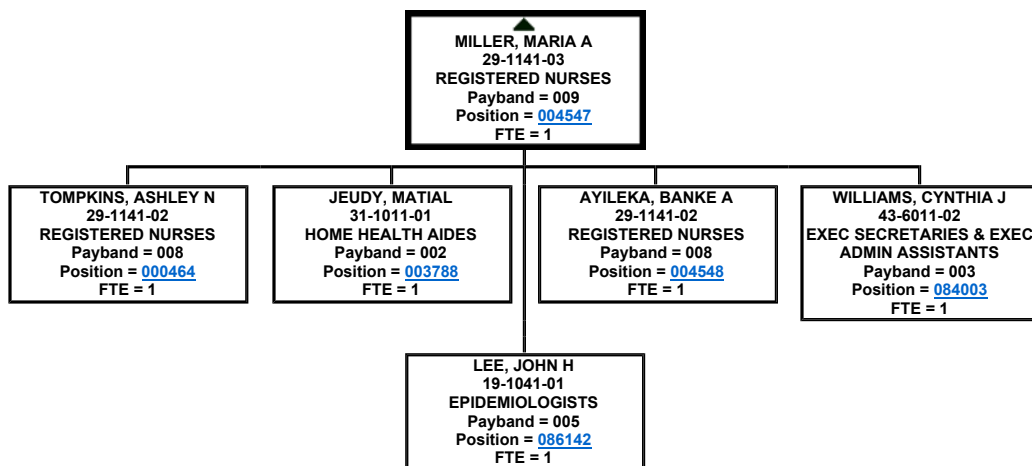 MILLER, MARIA A
29-1141-03
REGISTERED NURSES
Payband = 009
Position = 004547
FTE = 1
TOMPKINS, ASHLEY N
29-1141-02
REGISTERED NURSES
Payband = 008
Position = 000464
FTE = 1
JEUDY, MATIAL
31-1011-01
HOME HEALTH AIDES
Payband = 002
Position = 003788
FTE = 1
AYILEKA, BANKE A
29-1141-02
REGISTERED NURSES
Payband = 008
Position = 004548
FTE = 1
WILLIAMS, CYNTHIA J
43-6011-02
EXEC SECRETARIES & EXEC
ADMIN ASSISTANTS
Payband = 003
Position = 084003
FTE = 1
LEE, JOHN H
19-1041-01
EPIDEMIOLOGISTS
Payband = 005
Position = 086142
FTE = 1